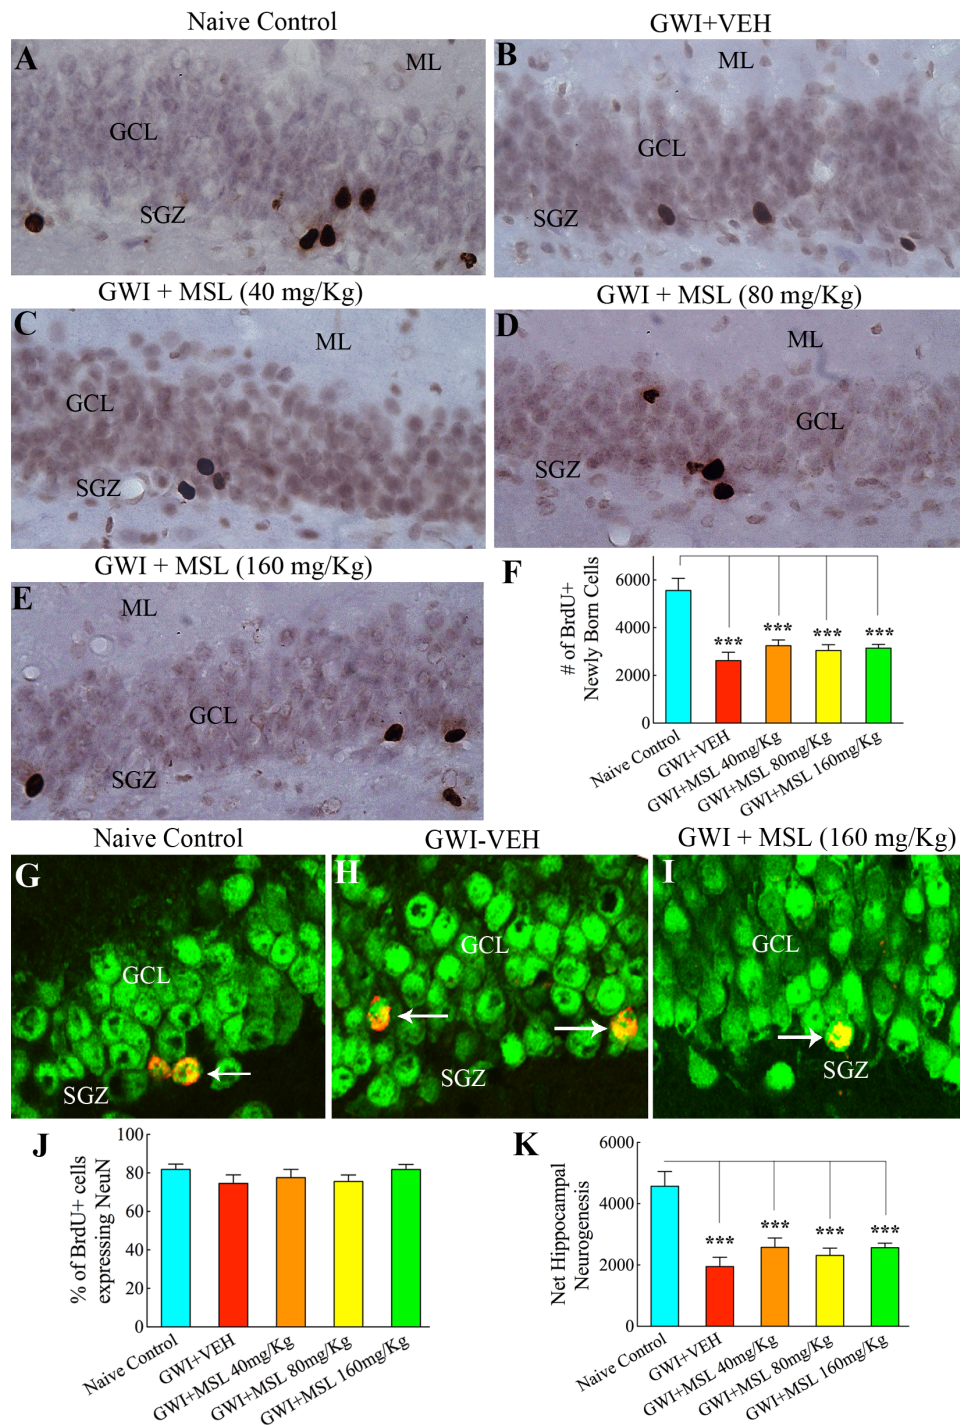 Naive Control
GWI+VEH
A
ML
GCL
SGZ
B
ML
GCL
SGZ
GWI + MSL (40 mg/Kg)
GWI + MSL (80 mg/Kg)
C
ML
GCL
SGZ
D
ML
GCL
SGZ
GWI + MSL (160 mg/Kg)
E
ML
GCL
SGZ
F
# of BrdU+
Newly Born Cells
6000
4000
2000
0
***
***
***
***
Naive Control
GWI+VEH
GWI+MSL 40mg/Kg
GWI+MSL 80mg/Kg
GWI+MSL 160mg/Kg
Naive Control
GWI-VEH
GWI + MSL (160 mg/Kg)
G
GCL
SGZ
H
GCL
SGZ
I
GCL
SGZ
J
% of BrdU+ cells
expressing NeuN
100
80
60
40
20
0
Naive Control
GWI+VEH
GWI+MSL 40mg/Kg
GWI+MSL 80mg/Kg
GWI+MSL 160mg/Kg
K
Net Hippocampal
Neurogenesis
6000
4000
2000
0
***
***
***
***
Naive Control
GWI+VEH
GWI+MSL 40mg/Kg
GWI+MSL 80mg/Kg
GWI+MSL 160mg/Kg